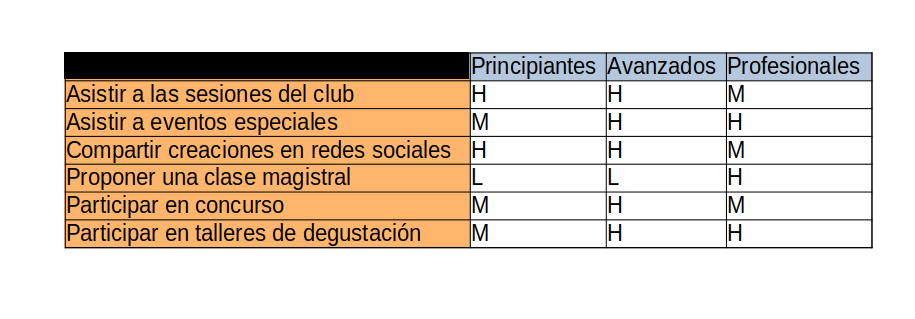 Principiantes Avanzados Profesionales
Asistir a las sesiones del club H H M
Asistir a eventos especiales M H H
Compartir creaciones en redes sociales H H M
Proponer una clase magistral L L H
Participar en concurso M H M
Participar en talleres de degustación M H H